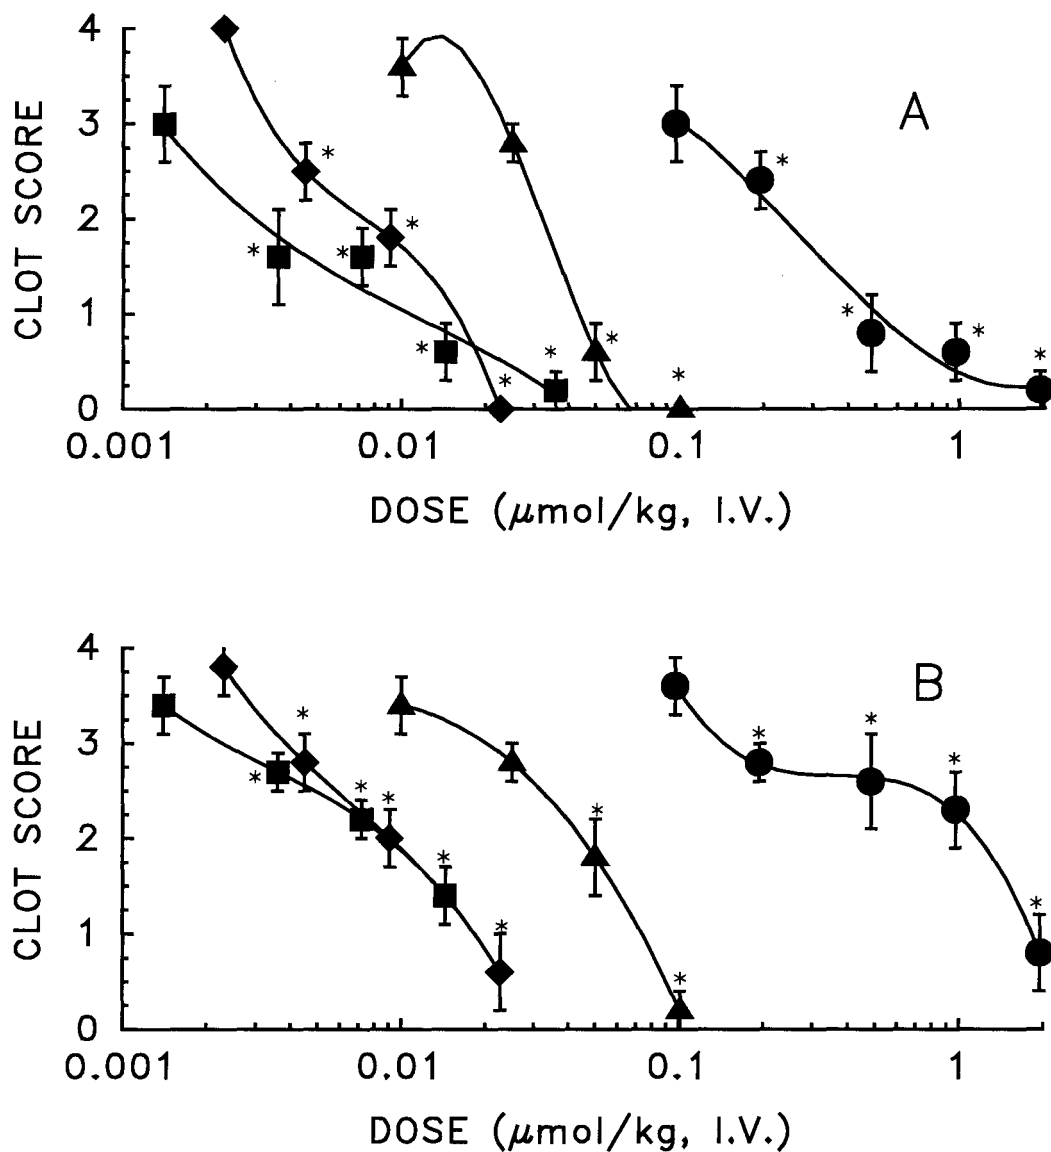 A
CLOT SCORE
4
3
2
1
0
0.001 0.01 0.1 1
DOSE (μmol/kg, I.V.)
B
CLOT SCORE
4
3
2
1
0
0.001 0.01 0.1 1
DOSE (μmol/kg, I.V.)